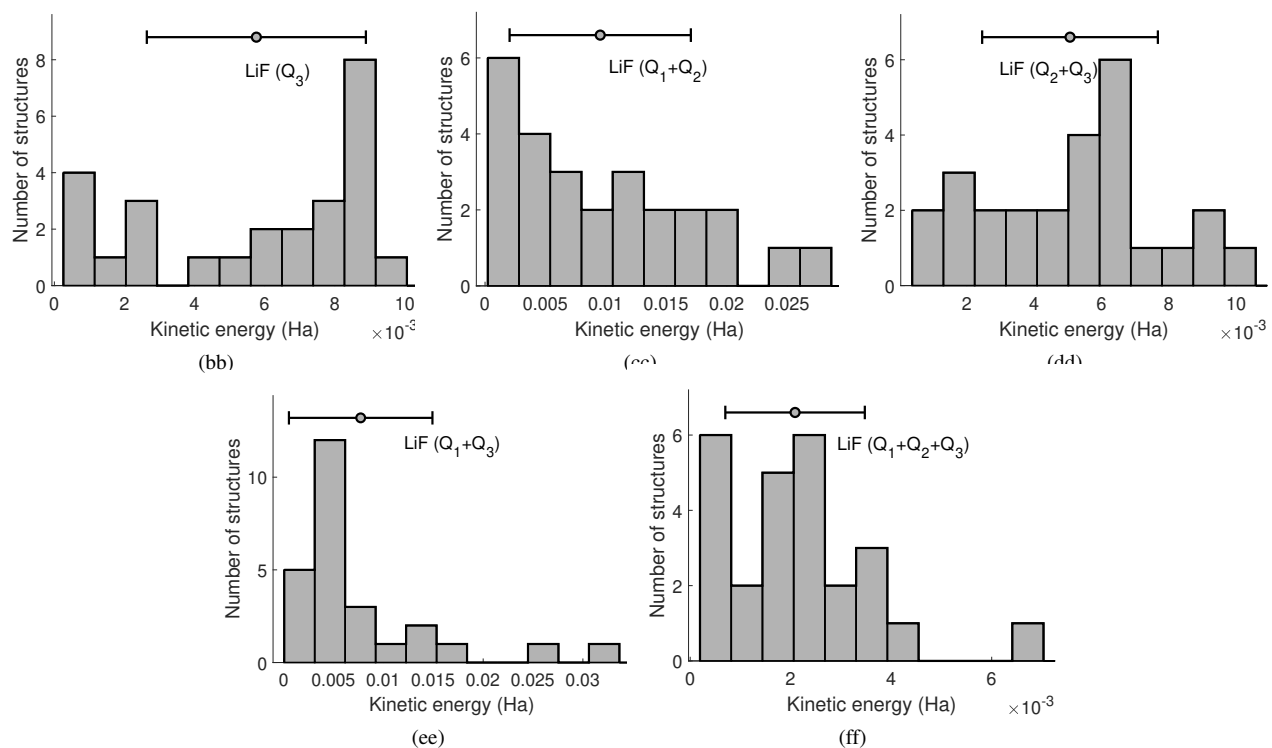 LiF (Q3)
Number of structures
8
6
4
2
0
0 2 4 6 8 10
Kinetic energy (Ha)
×10-3
(bb)
LiF (Q1+Q2)
Number of structures
6
4
2
0
0 0.005 0.01 0.015 0.02 0.025
Kinetic energy (Ha)
(cc)
LiF (Q2+Q3)
Number of structures
6
4
2
0
2 4 6 8 10
Kinetic energy (Ha)
×10-3
(dd)
LiF (Q1+Q3)
Number of structures
10
5
0
0 0.005 0.01 0.015 0.02 0.025 0.03
Kinetic energy (Ha)
(ee)
LiF (Q1+Q2+Q3)
Number of structures
6
4
2
0
0 2 4 6
Kinetic energy (Ha)
×10-3
(ff)